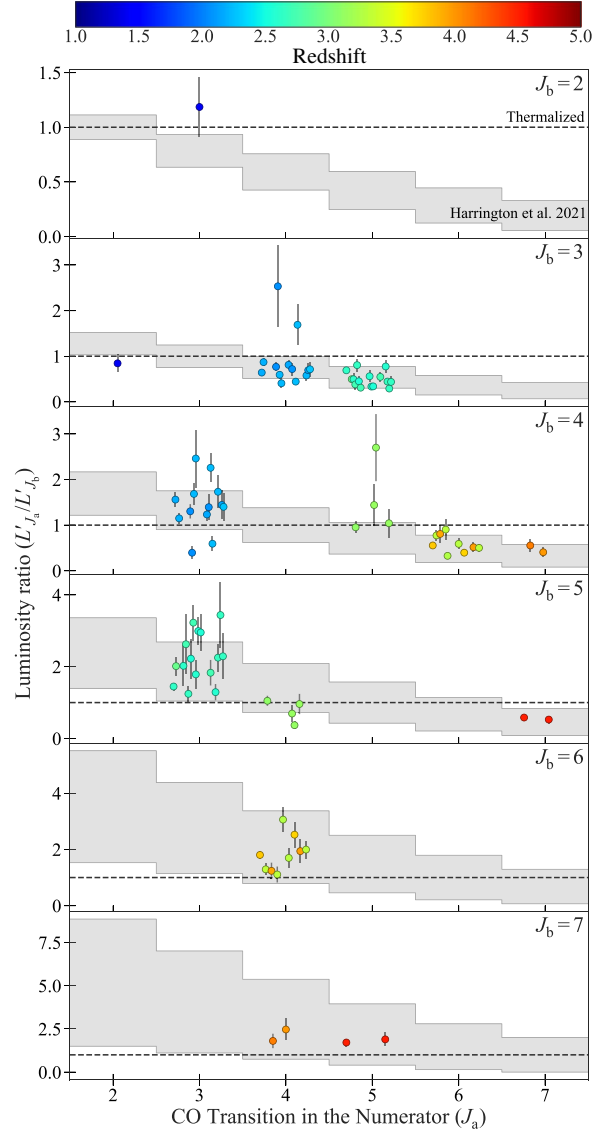 1.0 1.5 2.0 2.5 3.0 3.5 4.0 4.5 5.0
Redshift
1.5
1.0
0.5
0.0
J_b = 2
Thermalized
Harrington et al. 2021
3
2
1
0
J_b = 3
3
2
1
0
J_b = 4
Luminosity ratio (L′_{J_a}/L′_{J_b})
4
2
0
J_b = 5
4
2
0
J_b = 6
7.5
5.0
2.5
0.0
J_b = 7
2 3 4 5 6 7
CO Transition in the Numerator (J_a)